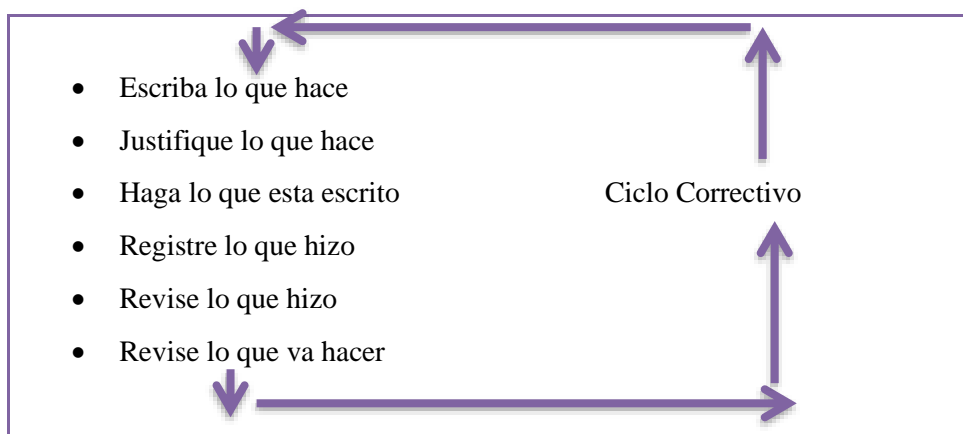 • Escriba lo que hace
• Justifique lo que hace
• Haga lo que esta escrito
Ciclo Correctivo
• Registre lo que hizo
• Revise lo que hizo
• Revise lo que va hacer